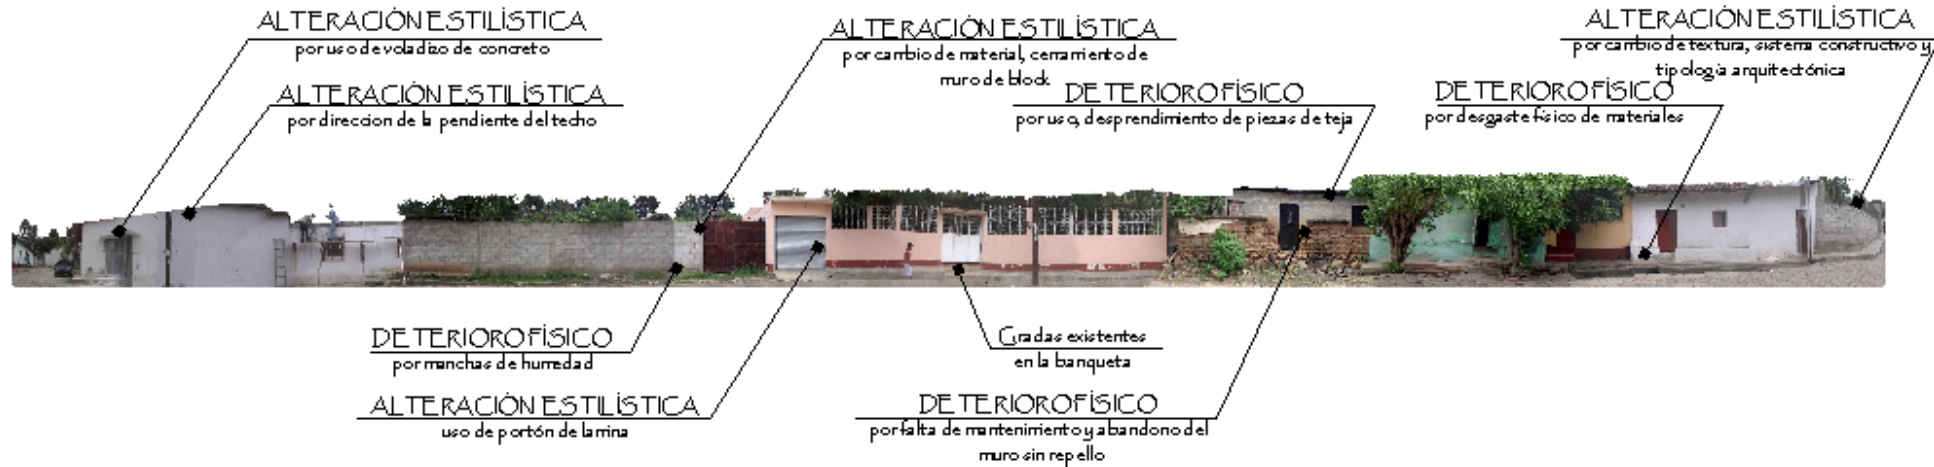 ALTERACIÓN ESTILÍSTICA
por uso de voladizo de concreto
ALTERACIÓN ESTILÍSTICA
por direccion de la pendiente del techo
ALTERACIÓN ESTILÍSTICA
por cambio de material, cerramiento de
muro de block
DETERIORO FÍSICO
por uso, desprendimiento de piezas de teja
ALTERACIÓN ESTILÍSTICA
por cambio de textura, sistema constructivo y
tipología arquitectónica
DETERIORO FÍSICO
por desgaste físico de materiales
DETERIORO FÍSICO
por manchas de humedad
ALTERACIÓN ESTILÍSTICA
uso de portón de lamina
Gradas existentes
en la banqueta
DETERIORO FÍSICO
por falta de mantenimiento y abandono del
muro sin repello